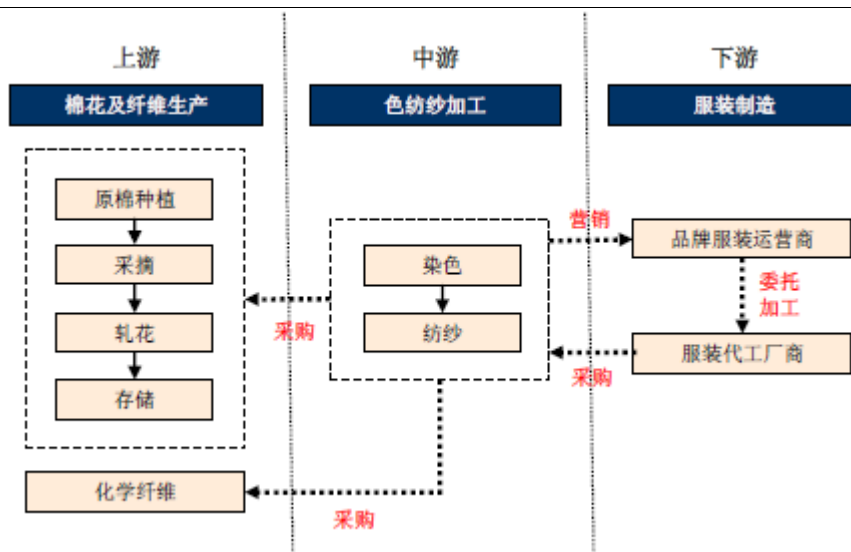 上游
中游
下游
棉花及纤维生产
色纺纱加工
服装制造
原棉种植
采摘
轧花
存储
化学纤维
采购
采购
染色
纺纱
营销
采购
品牌服装运营商
委托
加工
服装代工厂商